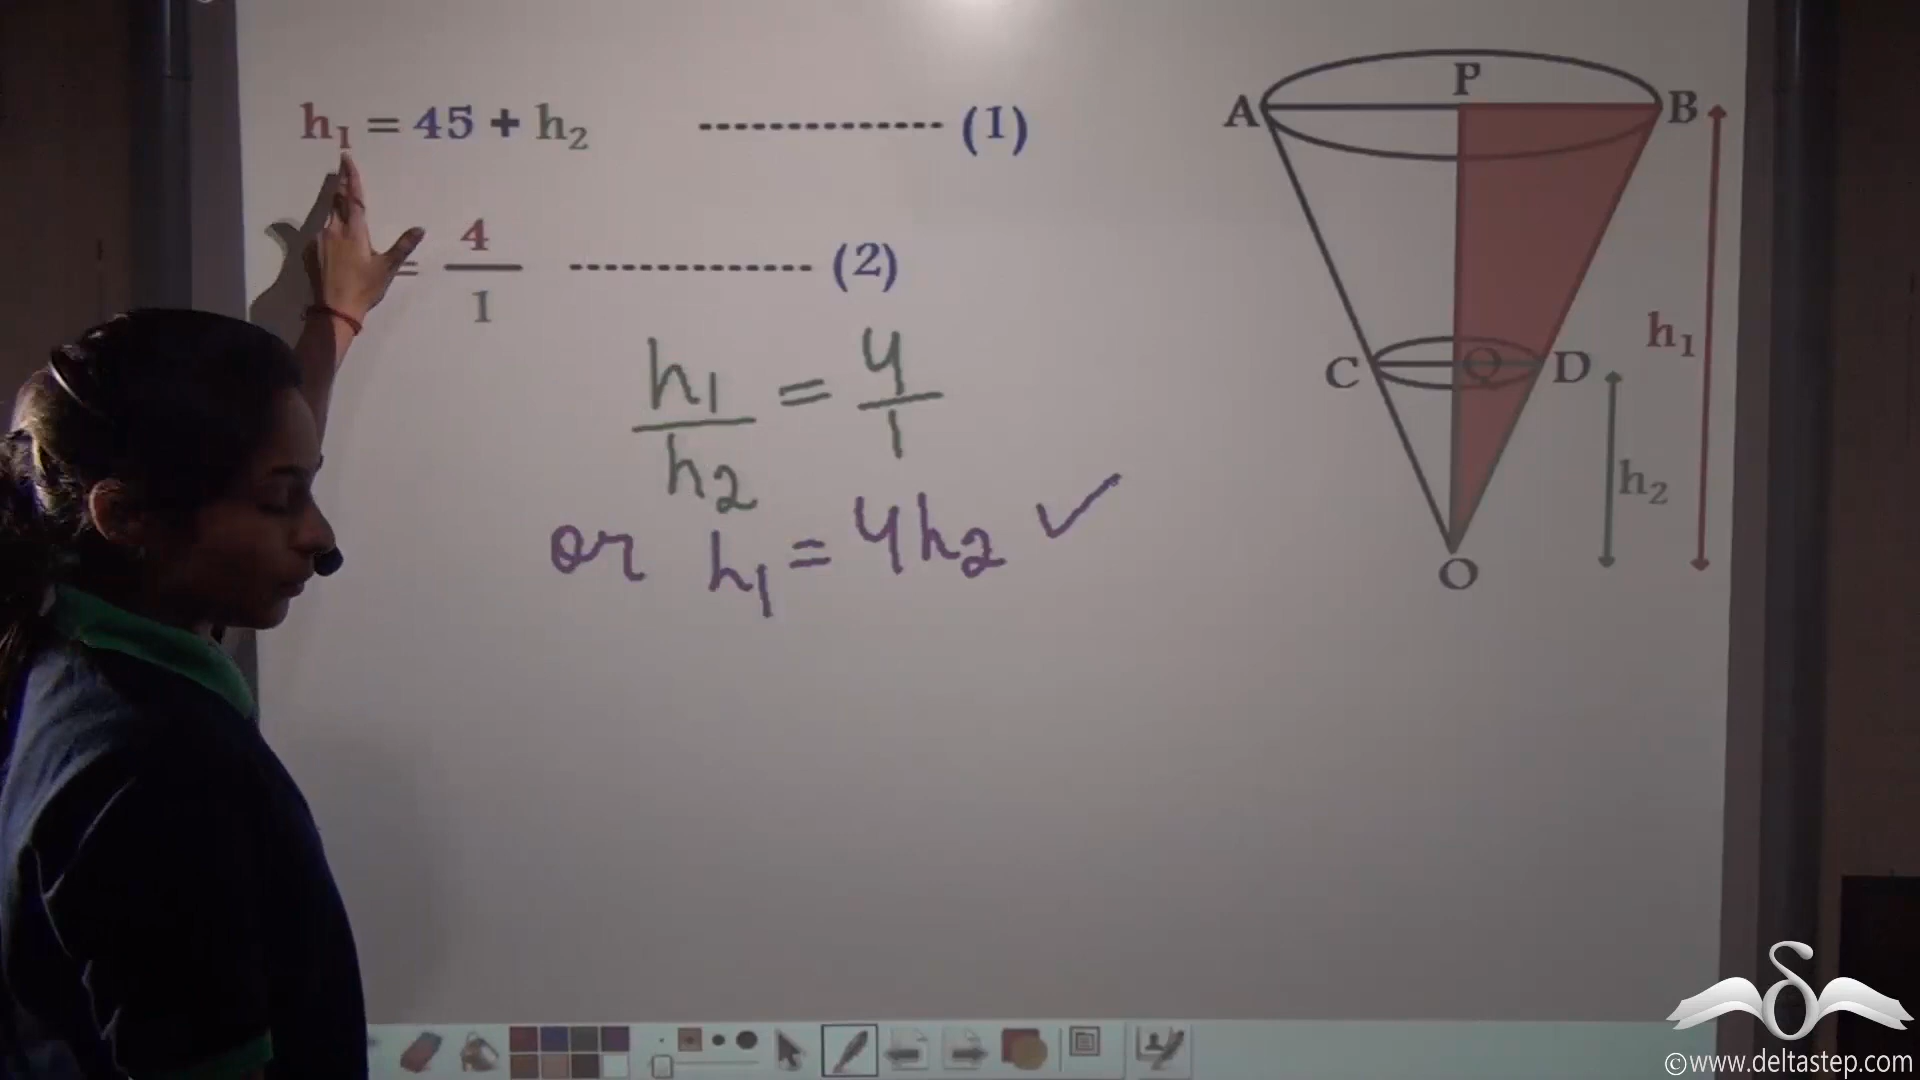 h₁ = 45 + h₂ -------------- (1)
= 4/1 -------------- (2)
h₁/h₂ = 4/1
or h₁ = 4h₂ ✓
P
A
B
h₁
C
Q
D
h₂
O
©www.deltastep.com